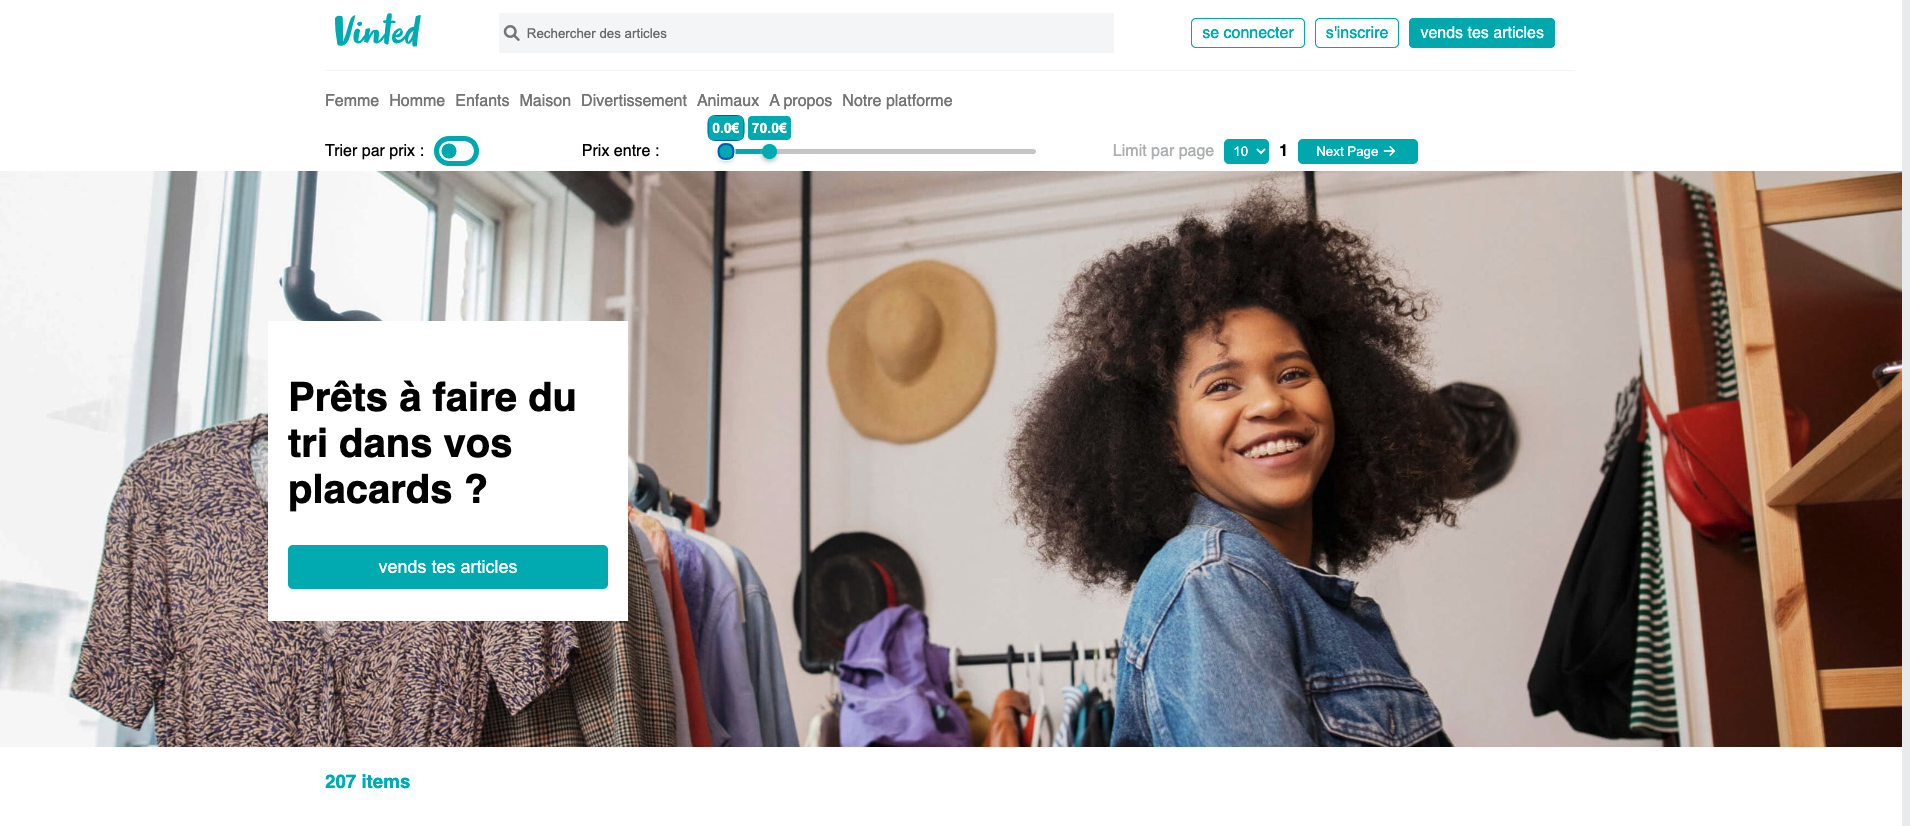 Vinted
Rechercher des articles
se connecter
s'inscrire
vends tes articles
Femme Homme Enfants Maison Divertissement Animaux A propos Notre platforme
0.0€ 70.0€
Trier par prix :
Prix entre :
Limit par page 10 1 Next Page →
Prêts à faire du
tri dans vos
placards ?
vends tes articles
207 items